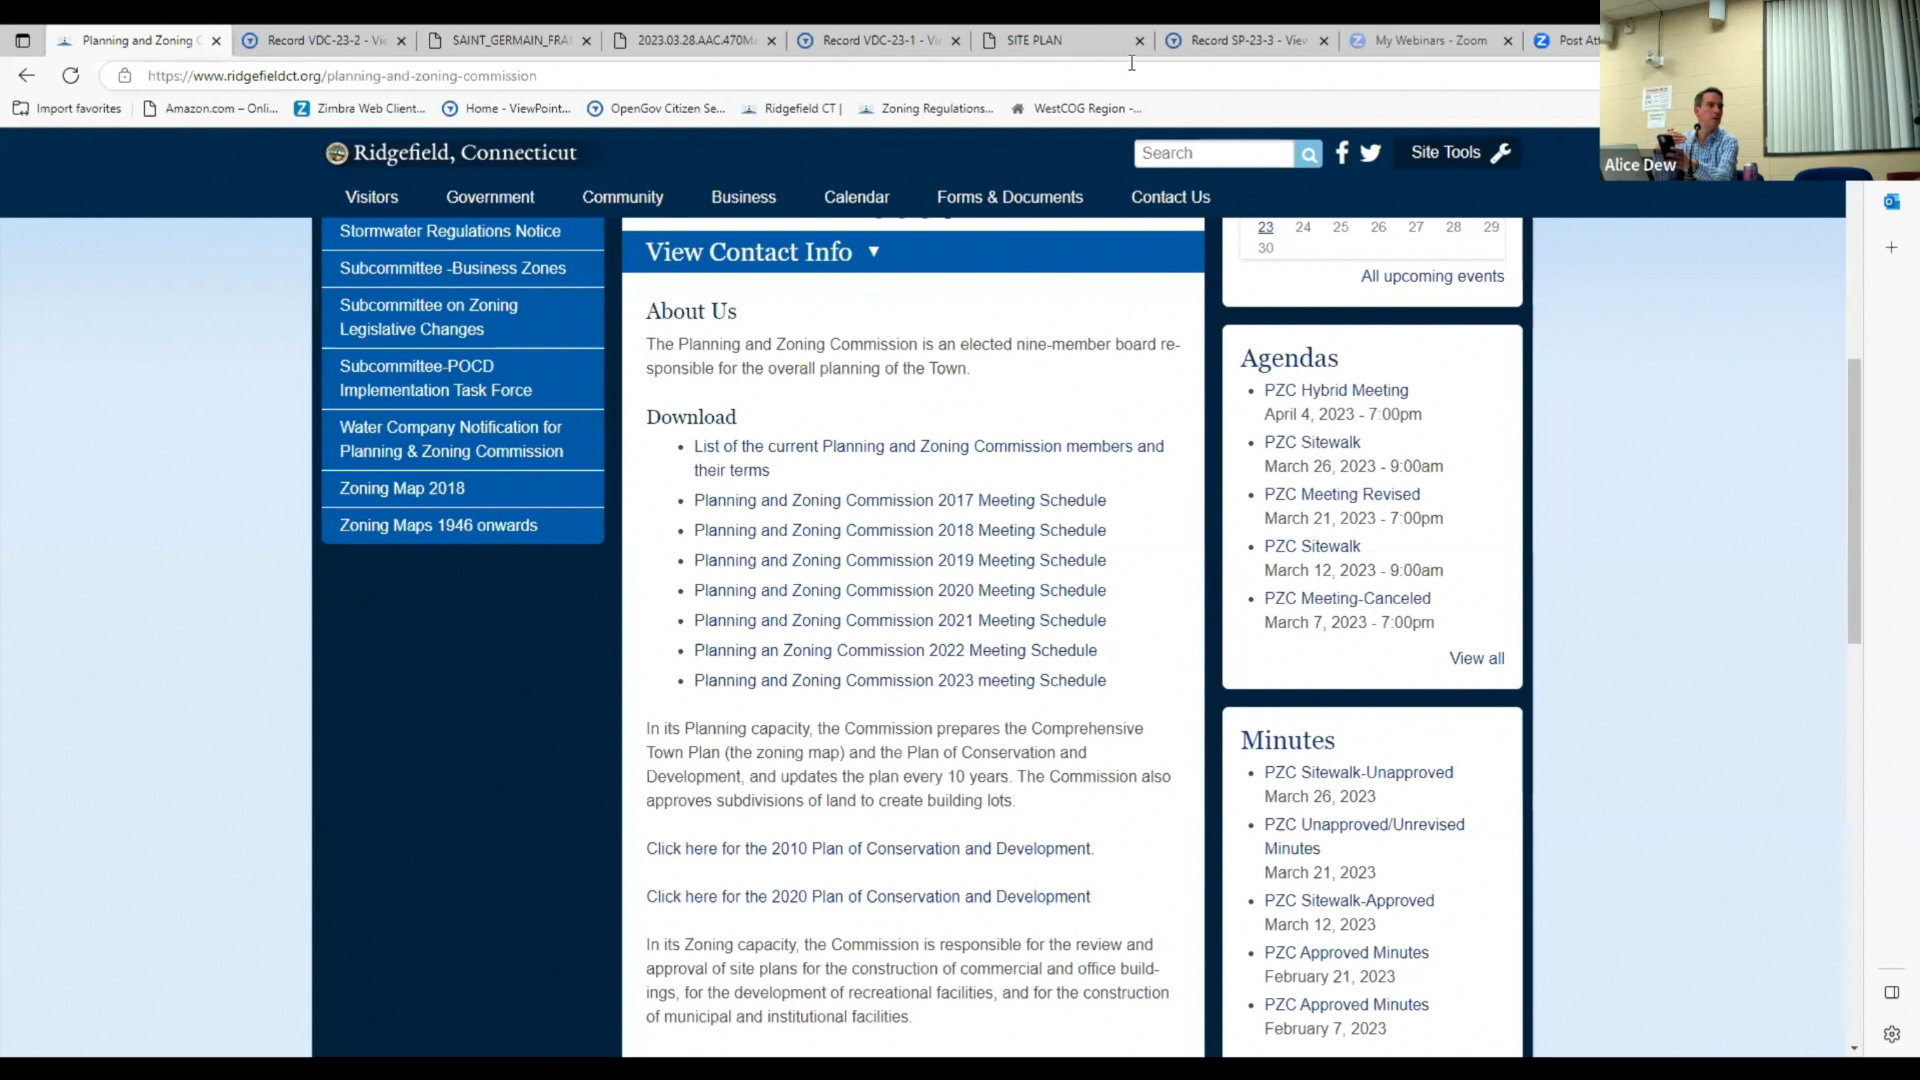 Planning and Zoning C
Record VDC-23-2 - Vie
SAINT_GERMAIN_FRA
2023.03.28.AAC.470Ma
Record VDC-23-1 - Vi
SITE PLAN
Record SP-23-3 - View
My Webinars - Zoom
Post Att
https://www.ridgefieldct.org/planning-and-zoning-commission
Import favorites
Amazon.com – Onli...
Zimbra Web Client...
Home - ViewPoint...
OpenGov Citizen Se...
Ridgefield CT |
Zoning Regulations...
WestCOG Region -...
Alice Dew
Ridgefield, Connecticut
Search
Site Tools
Visitors
Government
Community
Business
Calendar
Forms & Documents
Contact Us
Stormwater Regulations Notice
Subcommittee -Business Zones
Subcommittee on Zoning
Legislative Changes
Subcommittee-POCD
Implementation Task Force
Water Company Notification for
Planning & Zoning Commission
Zoning Map 2018
Zoning Maps 1946 onwards
View Contact Info
About Us
The Planning and Zoning Commission is an elected nine-member board re-
sponsible for the overall planning of the Town.
Download
List of the current Planning and Zoning Commission members and
their terms
Planning and Zoning Commission 2017 Meeting Schedule
Planning and Zoning Commission 2018 Meeting Schedule
Planning and Zoning Commission 2019 Meeting Schedule
Planning and Zoning Commission 2020 Meeting Schedule
Planning and Zoning Commission 2021 Meeting Schedule
Planning an Zoning Commission 2022 Meeting Schedule
Planning and Zoning Commission 2023 meeting Schedule
In its Planning capacity, the Commission prepares the Comprehensive
Town Plan (the zoning map) and the Plan of Conservation and
Development, and updates the plan every 10 years. The Commission also
approves subdivisions of land to create building lots.
Click here for the 2010 Plan of Conservation and Development.
Click here for the 2020 Plan of Conservation and Development
In its Zoning capacity, the Commission is responsible for the review and
approval of site plans for the construction of commercial and office build-
ings, for the development of recreational facilities, and for the construction
of municipal and institutional facilities.
23 24 25 26 27 28 29
30
All upcoming events
Agendas
PZC Hybrid Meeting
April 4, 2023 - 7:00pm
PZC Sitewalk
March 26, 2023 - 9:00am
PZC Meeting Revised
March 21, 2023 - 7:00pm
PZC Sitewalk
March 12, 2023 - 9:00am
PZC Meeting-Canceled
March 7, 2023 - 7:00pm
View all
Minutes
PZC Sitewalk-Unapproved
March 26, 2023
PZC Unapproved/Unrevised
Minutes
March 21, 2023
PZC Sitewalk-Approved
March 12, 2023
PZC Approved Minutes
February 21, 2023
PZC Approved Minutes
February 7, 2023